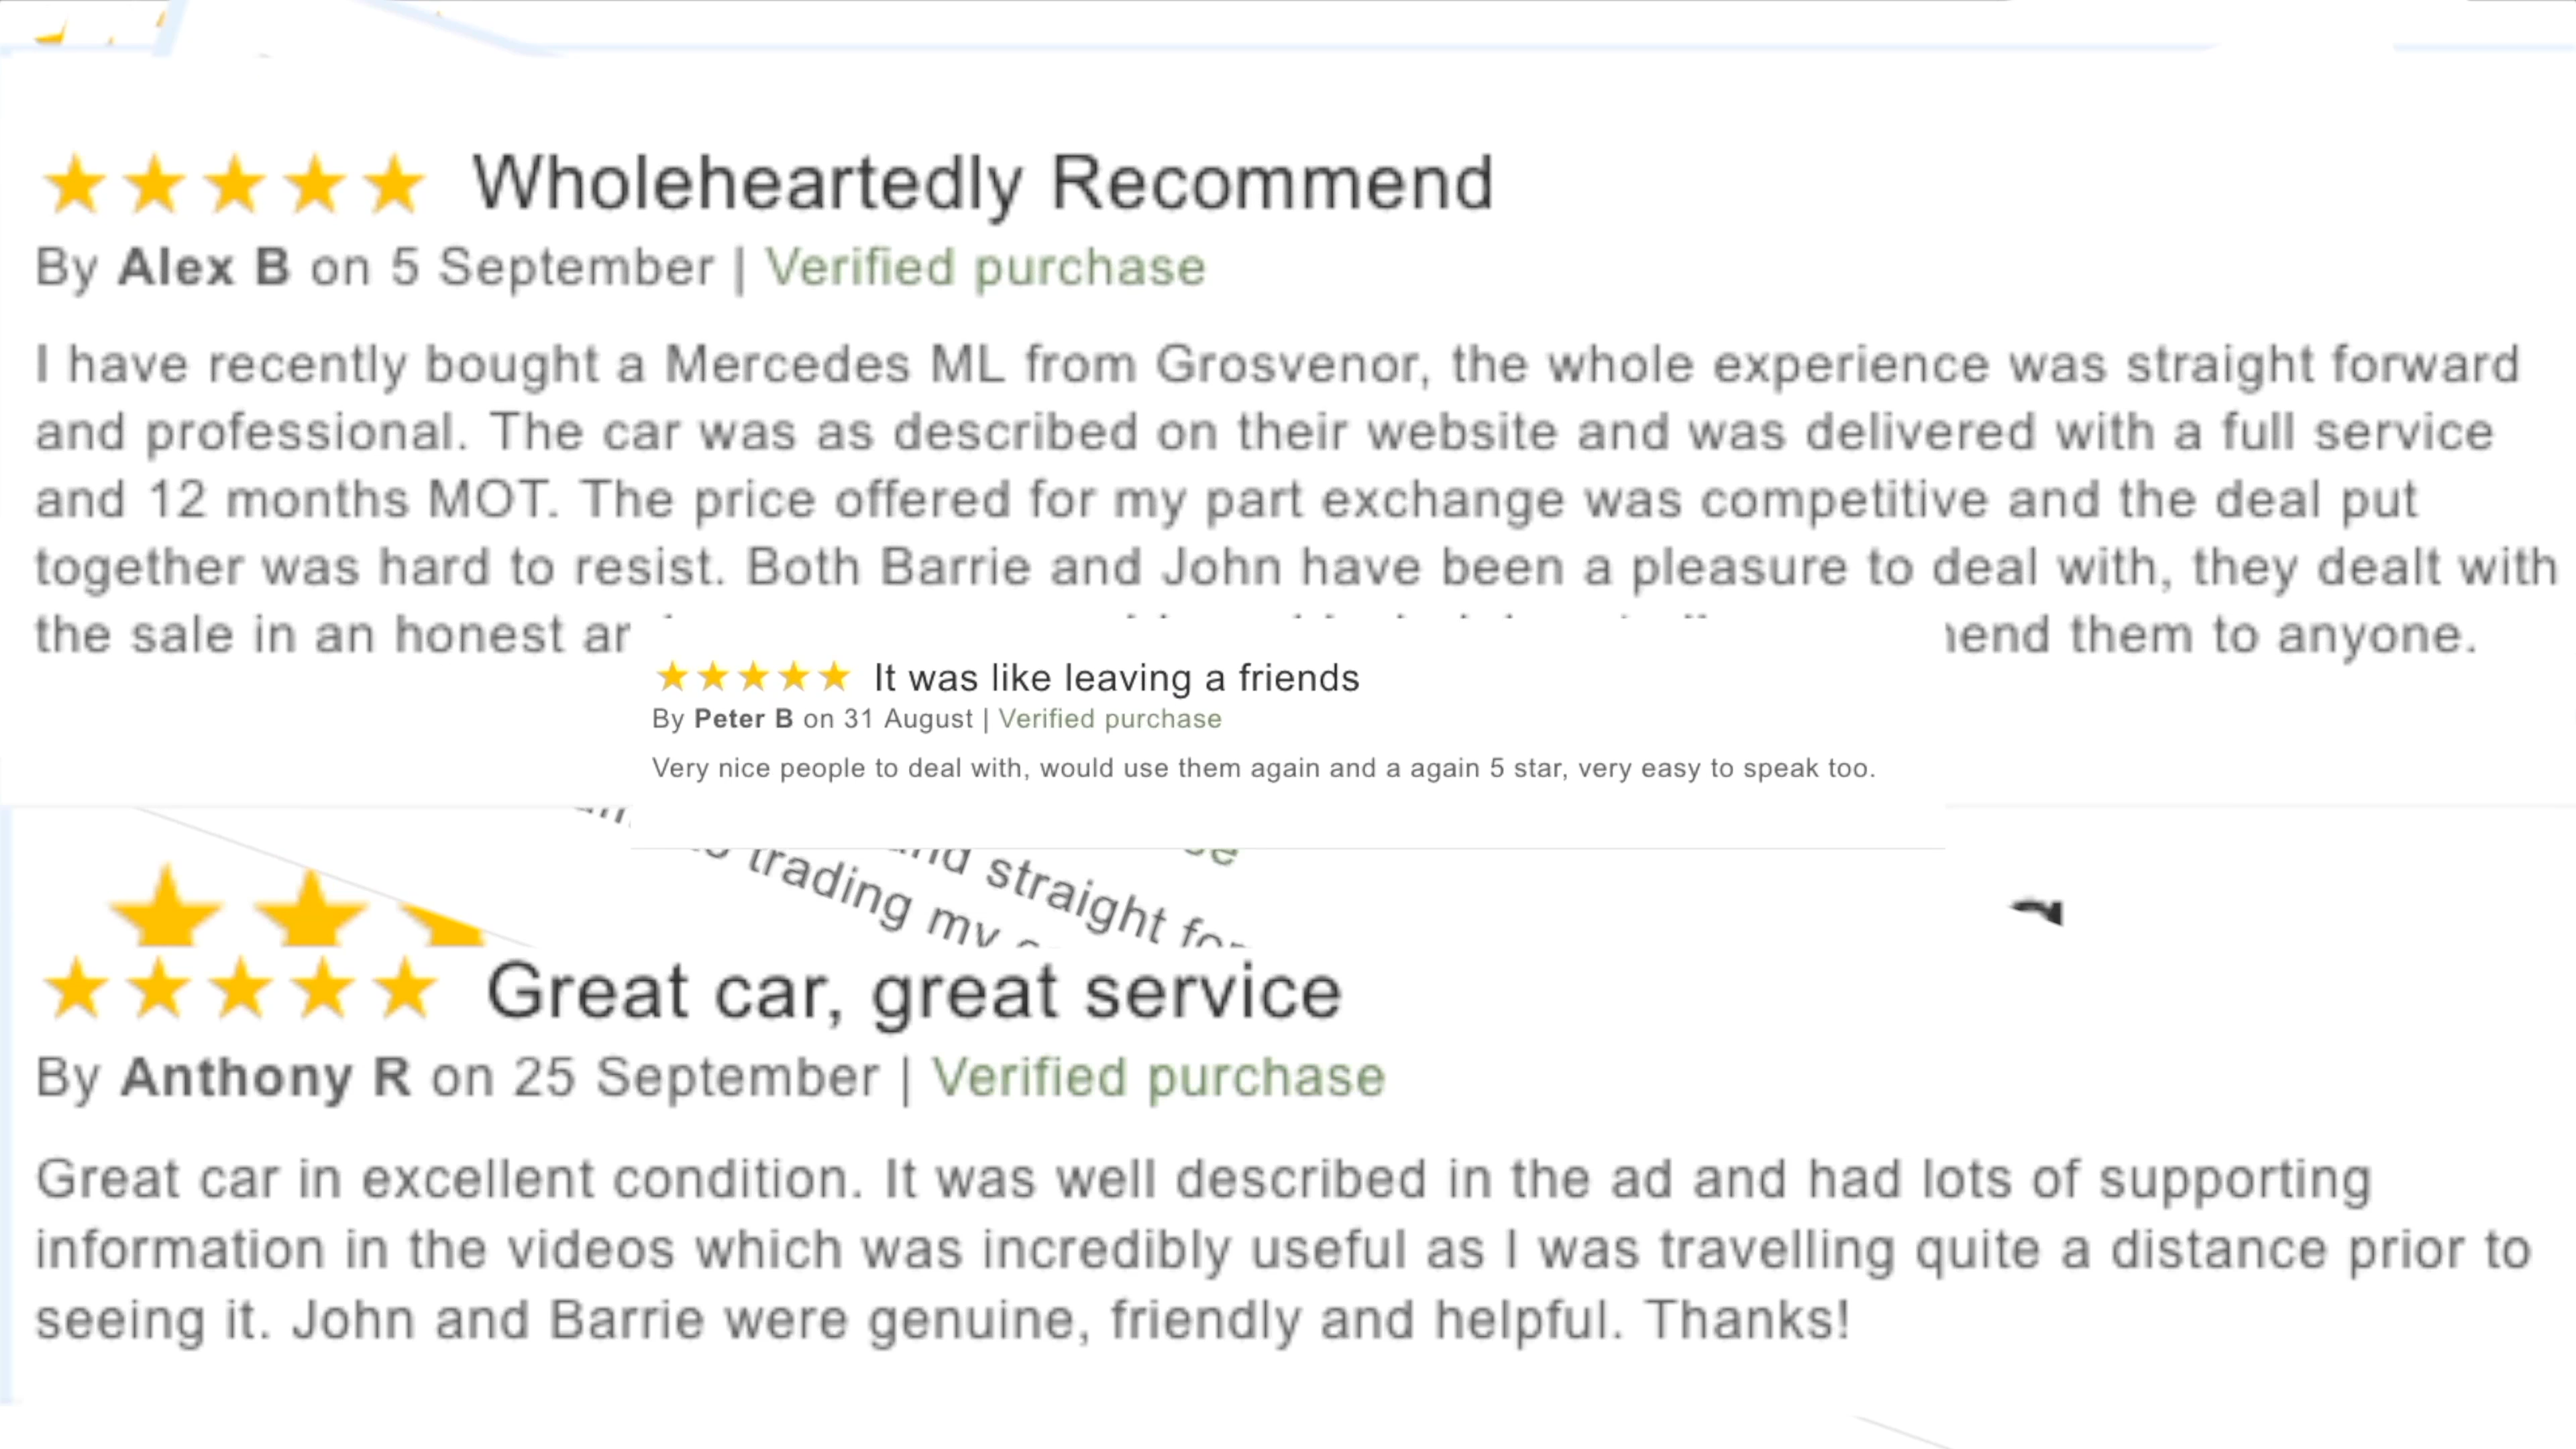 Wholeheartedly Recommend
By Alex B on 5 September | Verified purchase
I have recently bought a Mercedes ML from Grosvenor, the whole experience was straight forward
and professional. The car was as described on their website and was delivered with a full service
and 12 months MOT. The price offered for my part exchange was competitive and the deal put
together was hard to resist. Both Barrie and John have been a pleasure to deal with, they dealt with
the sale in an honest them to anyone.
It was like leaving a friends
By Peter B on 31 August | Verified purchase
Very nice people to deal with, would use them again and a again 5 star, very easy to speak too.
straight
trading my
Great car, great service
By Anthony R on 25 September | Verified purchase
Great car in excellent condition. It was well described in the ad and had lots of supporting
information in the videos which was incredibly useful as I was travelling quite a distance prior to
seeing it. John and Barrie were genuine, friendly and helpful. Thanks!